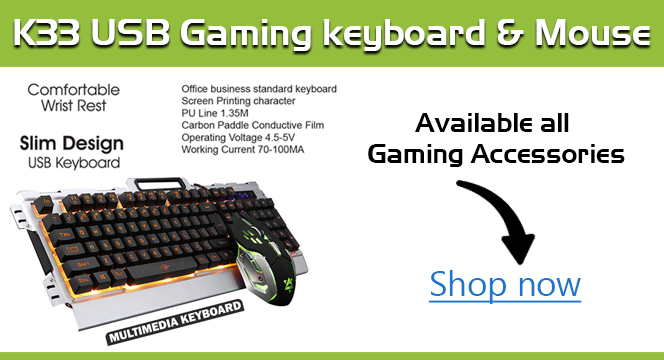 K33 USB Gaming keyboard & Mouse
Comfortable
Wrist Rest
Slim Design
USB Keyboard
Office business standard keyboard
Screen Printing character
PU Line 1.35M
Carbon Paddle Conductive Film
Operating Voltage 4.5-5V
Working Current 70-100MA
Available all
Gaming Accessories
Shop now
MULTIMEDIA KEYBOARD